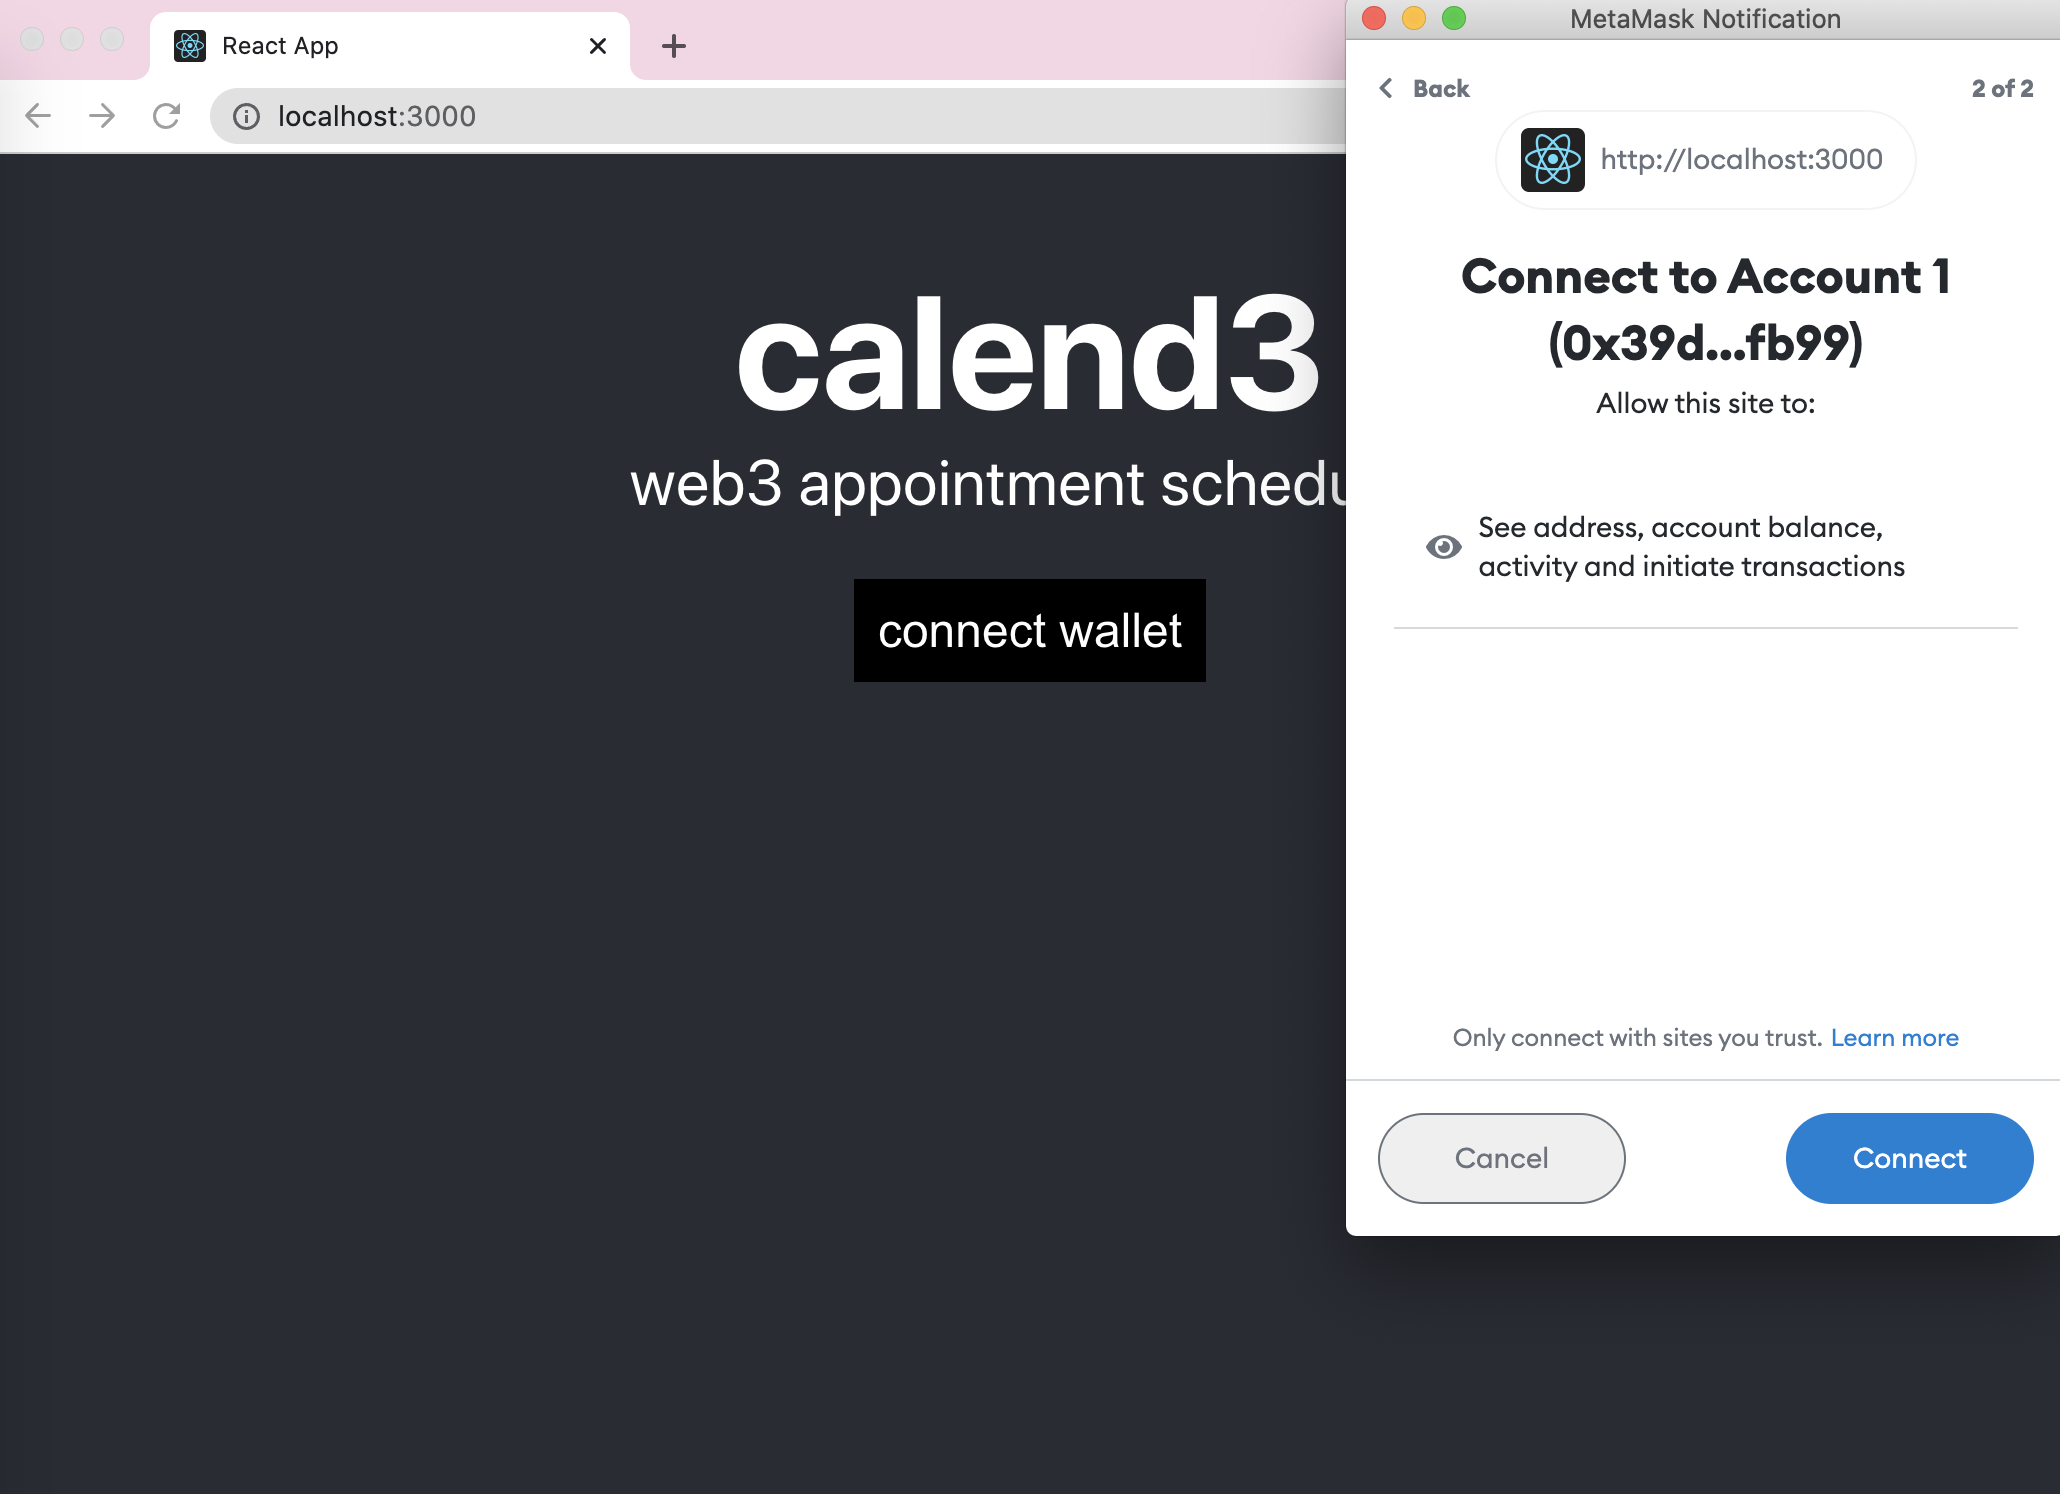 React App
localhost:3000
calend3
web3 appointment
connect wallet
MetaMask Notification
Back
2 of 2
http://localhost:3000
Connect to Account 1
(0x39d...fb99)
Allow this site to:
See address, account balance,
activity and initiate transactions
Only connect with sites you trust. Learn more
Cancel
Connect